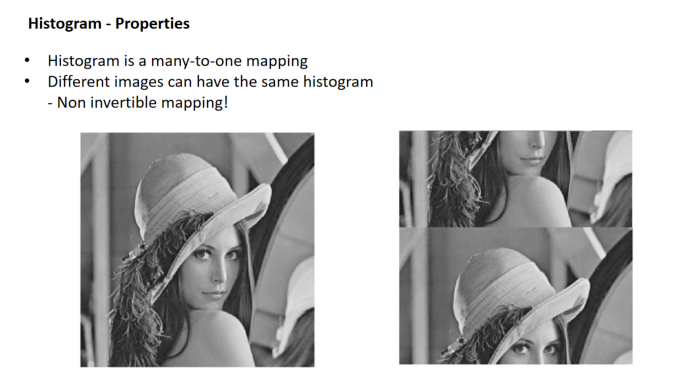 Histogram - Properties
• Histogram is a many-to-one mapping
• Different images can have the same histogram
- Non invertible mapping!